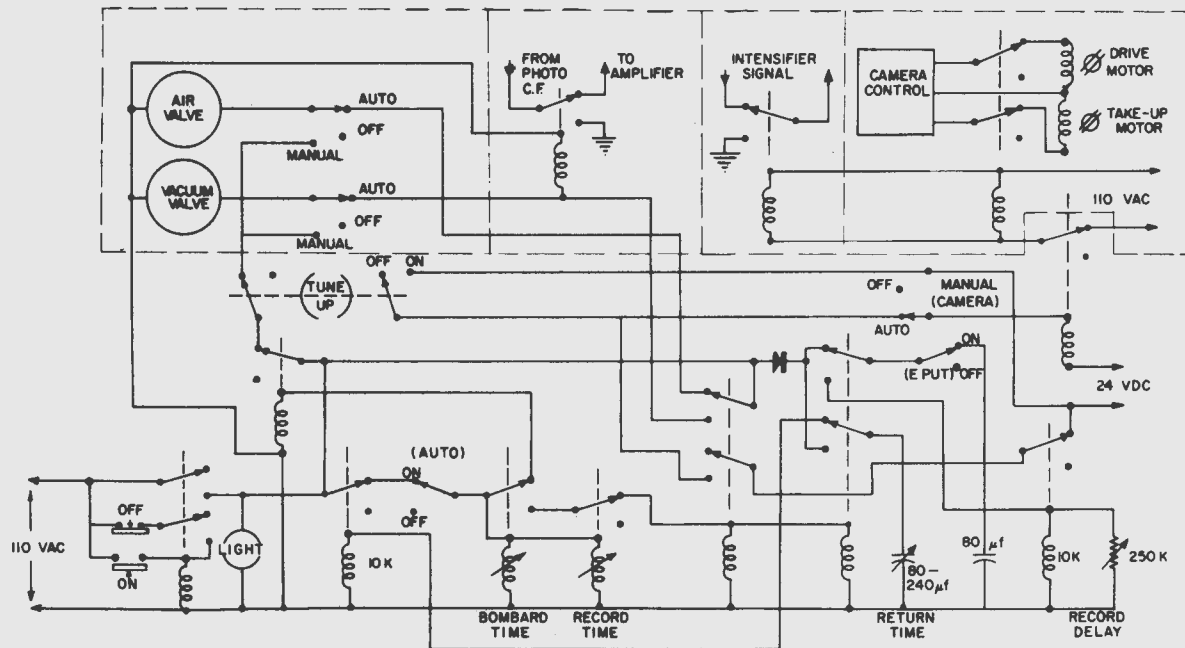 FROM
PHOTO
C.F.
TO
AMPLIFIER
INTENSIFIER
SIGNAL
CAMERA
CONTROL
DRIVE
MOTOR
TAKE-UP
MOTOR
AIR
VALVE
AUTO
OFF
MANUAL
VACUUM
VALVE
AUTO
OFF
MANUAL
110 VAC
TUNE
UP
OFF
ON
OFF
MANUAL
(CAMERA)
AUTO
ON
(E PUT) OFF
24 VDC
(AUTO)
ON
OFF
110 VAC
OFF
ON
LIGHT
10K
BOMBARD
TIME
RECORD
TIME
80-
240μf
RETURN
TIME
80 μf
10K
250K
RECORD
DELAY